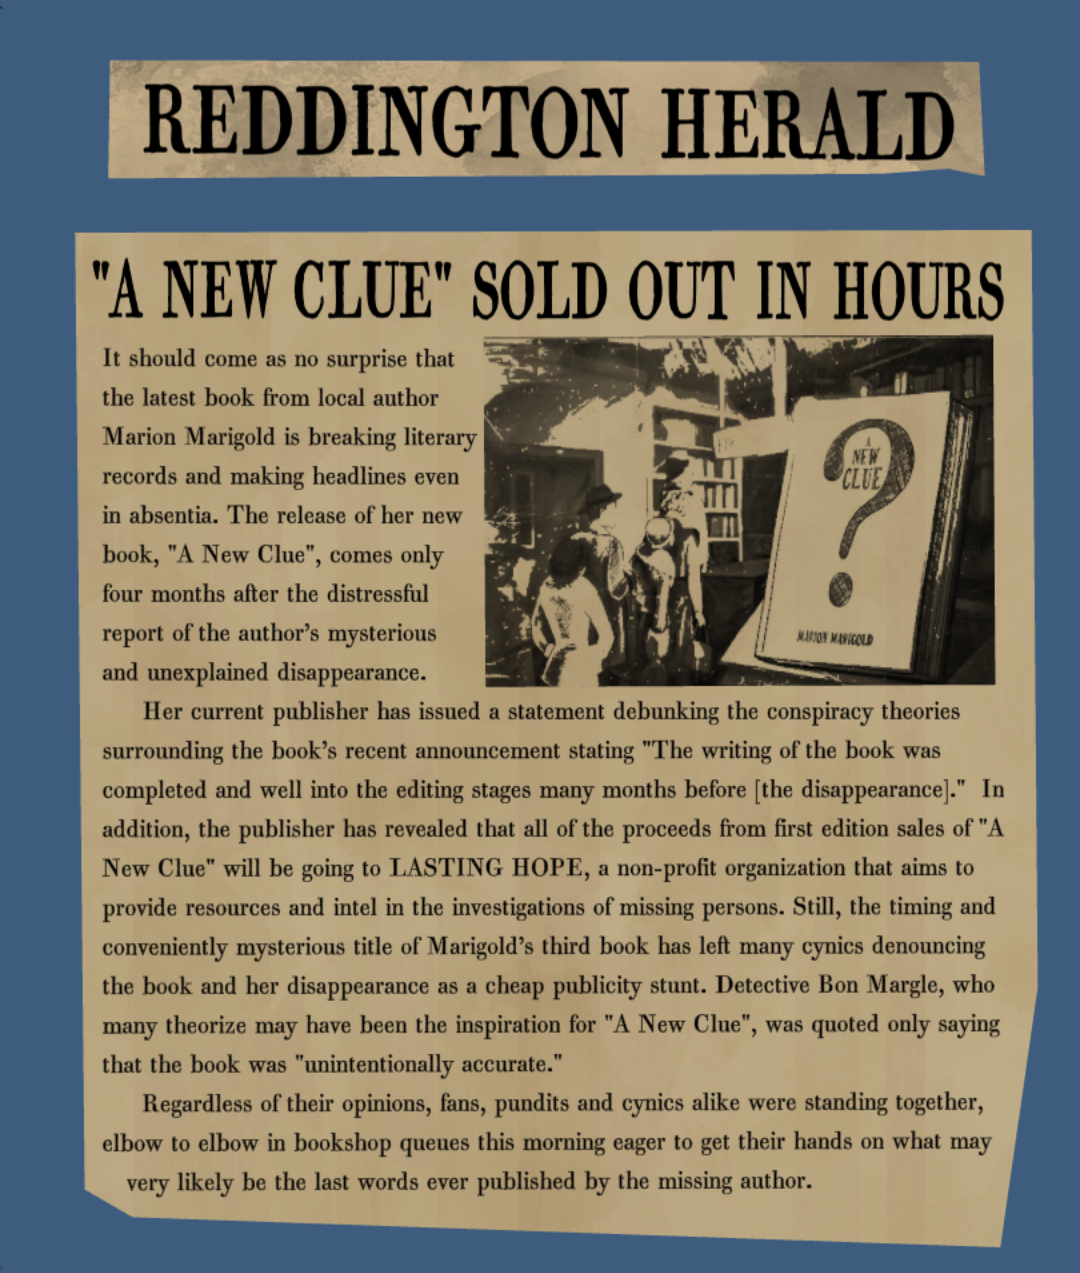 REDDINGTON HERALD
"A NEW CLUE" SOLD OUT IN HOURS
It should come as no surprise that
the latest book from local author
Marion Marigold is breaking literary
records and making headlines even
in absentia. The release of her new
book, "A New Clue", comes only
four months after the distressful
report of the author's mysterious
and unexplained disappearance.
A
NEW
CLUE
MARION MARIGOLD
Her current publisher has issued a statement debunking the conspiracy theories
surrounding the book's recent announcement stating "The writing of the book was
completed and well into the editing stages many months before [the disappearance]." In
addition, the publisher has revealed that all of the proceeds from first edition sales of "A
New Clue" will be going to LASTING HOPE, a non-profit organization that aims to
provide resources and intel in the investigations of missing persons. Still, the timing and
conveniently mysterious title of Marigold's third book has left many cynics denouncing
the book and her disappearance as a cheap publicity stunt. Detective Bon Margle, who
many theorize may have been the inspiration for "A New Clue", was quoted only saying
that the book was "unintentionally accurate."
Regardless of their opinions, fans, pundits and cynics alike were standing together,
elbow to elbow in bookshop queues this morning eager to get their hands on what may
very likely be the last words ever published by the missing author.